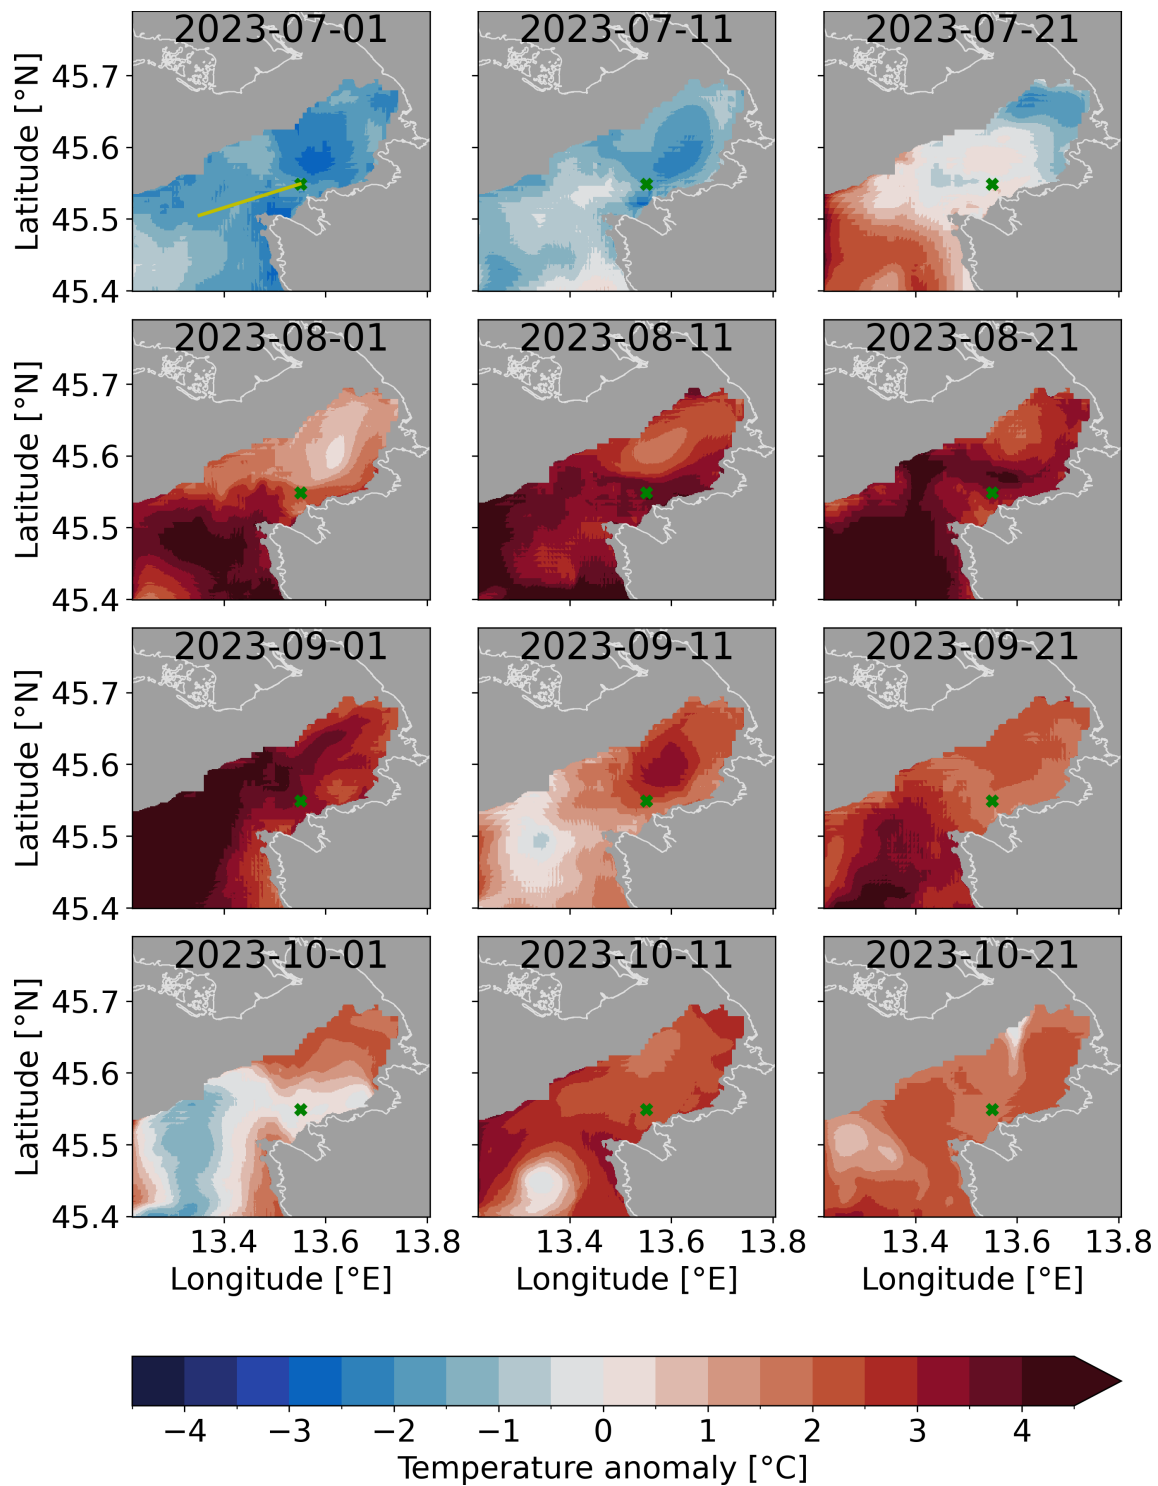 2023-07-01 2023-07-11 2023-07-21
Latitude [°N]
45.7
45.6
45.5
45.4
2023-08-01 2023-08-11 2023-08-21
Latitude [°N]
45.7
45.6
45.5
45.4
2023-09-01 2023-09-11 2023-09-21
Latitude [°N]
45.7
45.6
45.5
45.4
2023-10-01 2023-10-11 2023-10-21
Latitude [°N]
45.7
45.6
45.5
45.4
13.4 13.6 13.8 13.4 13.6 13.8 13.4 13.6 13.8
Longitude [°E] Longitude [°E] Longitude [°E]
−4 −3 −2 −1 0 1 2 3 4
Temperature anomaly [°C]